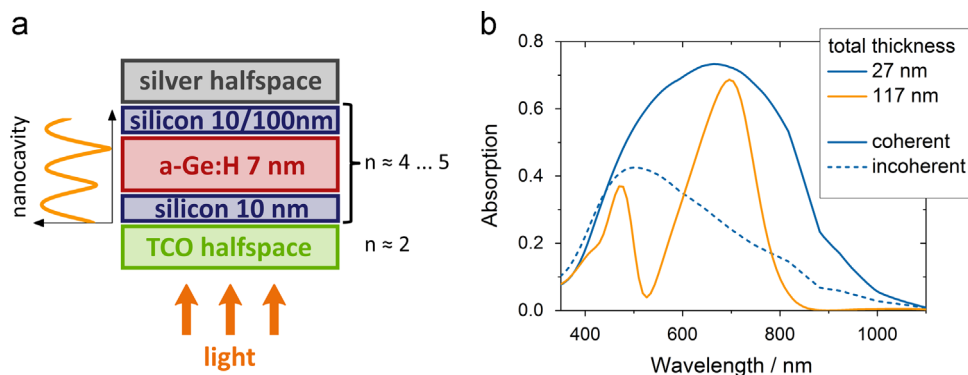 a
silver halfspace
silicon 10/100nm
a-Ge:H 7 nm
silicon 10 nm
TCO halfspace
nanocavity
n ≈ 4 ... 5
n ≈ 2
light
b
Absorption
0.8
0.6
0.4
0.2
0.0
400
600
800
1000
Wavelength / nm
total thickness
27 nm
117 nm
coherent
incoherent